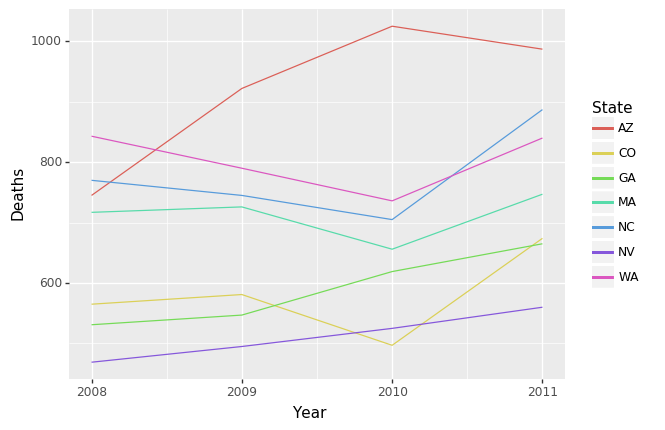 1000
800
600
Deaths
2008
2009
2010
2011
Year
State
AZ
CO
GA
MA
NC
NV
WA